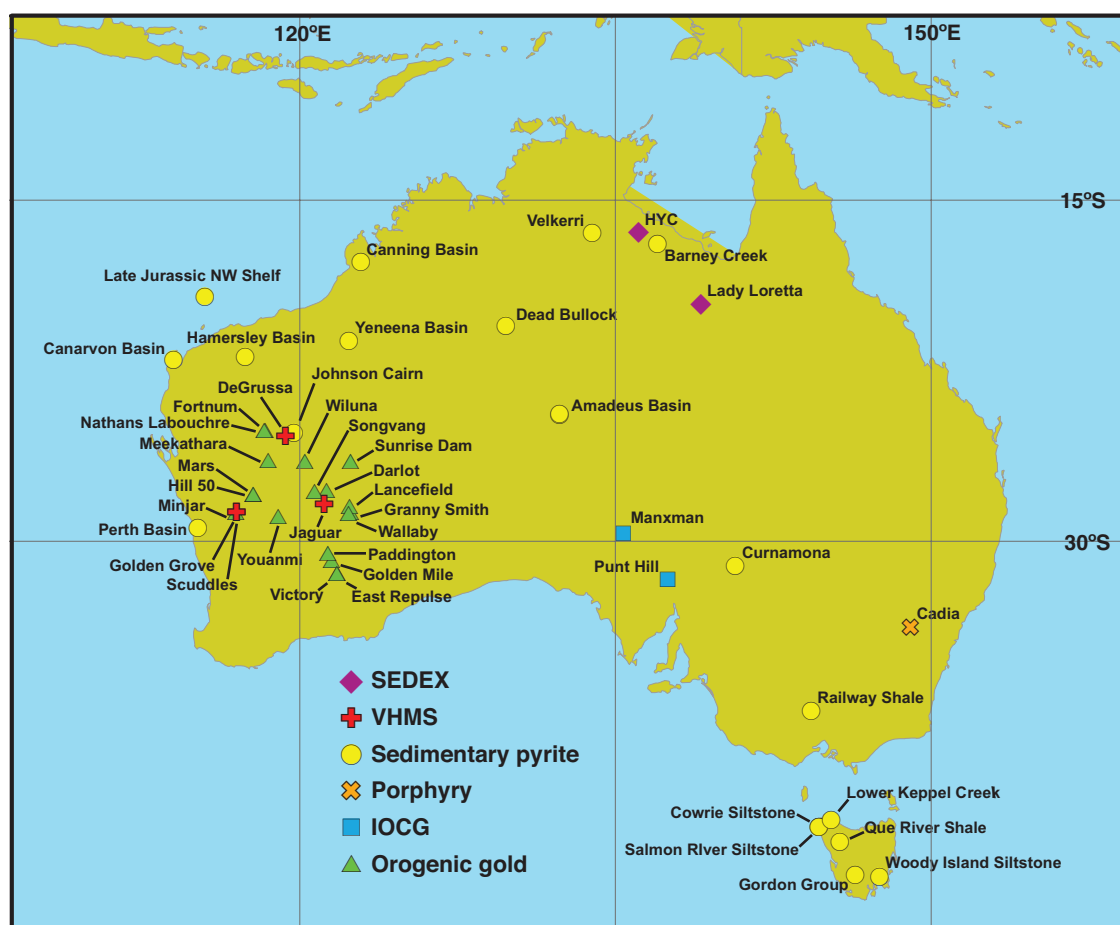 120ºE
150ºE
15ºS
Velkerri
HYC
Barney Creek
Canning Basin
Late Jurassic NW Shelf
Lady Loretta
Dead Bullock
Yeneena Basin
Hamersley Basin
Canarvon Basin
Johnson Cairn
DeGrussa
Fortnum
Wiluna
Amadeus Basin
Nathans Labouchre
Songvang
Meekathara
Sunrise Dam
Mars
Darlot
Hill 50
Lancefield
Minjar
Granny Smith
Manxman
Perth Basin
Jaguar
Wallaby
30ºS
Golden Grove
Youanmi
Paddington
Curnamona
Scuddles
Golden Mile
Punt Hill
Victory
East Repulse
Cadia
SEDEX
Railway Shale
VHMS
Sedimentary pyrite
Porphyry
Lower Keppel Creek
Cowrie Siltstone
IOCG
Que River Shale
Salmon RIver Siltstone
Orogenic gold
Woody Island Siltstone
Gordon Group